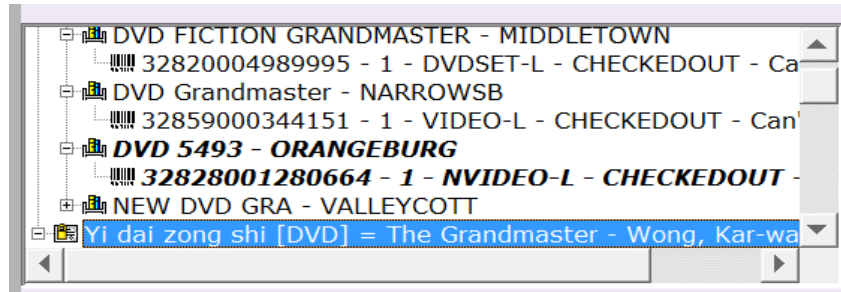 DVD FICTION GRANDMASTER - MIDDLETOWN
32820004989995 - 1 - DVDSET-L - CHECKEDOUT - Ca
DVD Grandmaster - NARROWSB
32859000344151 - 1 - VIDEO-L - CHECKEDOUT - Can'
DVD 5493 - ORANGEBURG
32828001280664 - 1 - NVIDEO-L - CHECKEDOUT -
NEW DVD GRA - VALLEYCOTT
Yi dai zong shi [DVD] = The Grandmaster - Wong, Kar-wa